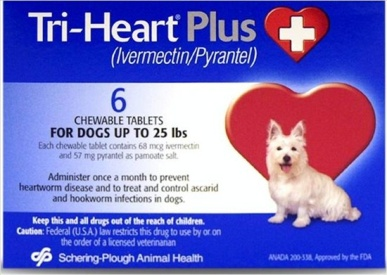 Tri-Heart® Plus
(Ivermectin/Pyrantel)
6
CHEWABLE TABLETS
FOR DOGS UP TO 25 lbs
Each chewable tablet contains 68 mcg ivermectin
and 57 mg pyrantel as pamoate salt.
Administer once a month to prevent
heartworm disease and to treat and control ascarid
and hookworm infections in dogs.
Keep this and all drugs out of the reach of children.
Caution: Federal (U.S.A.) law restricts this drug to use by or on
the order of a licensed veterinarian
Schering-Plough Animal Health
ANADA 200-338, Approved by the FDA